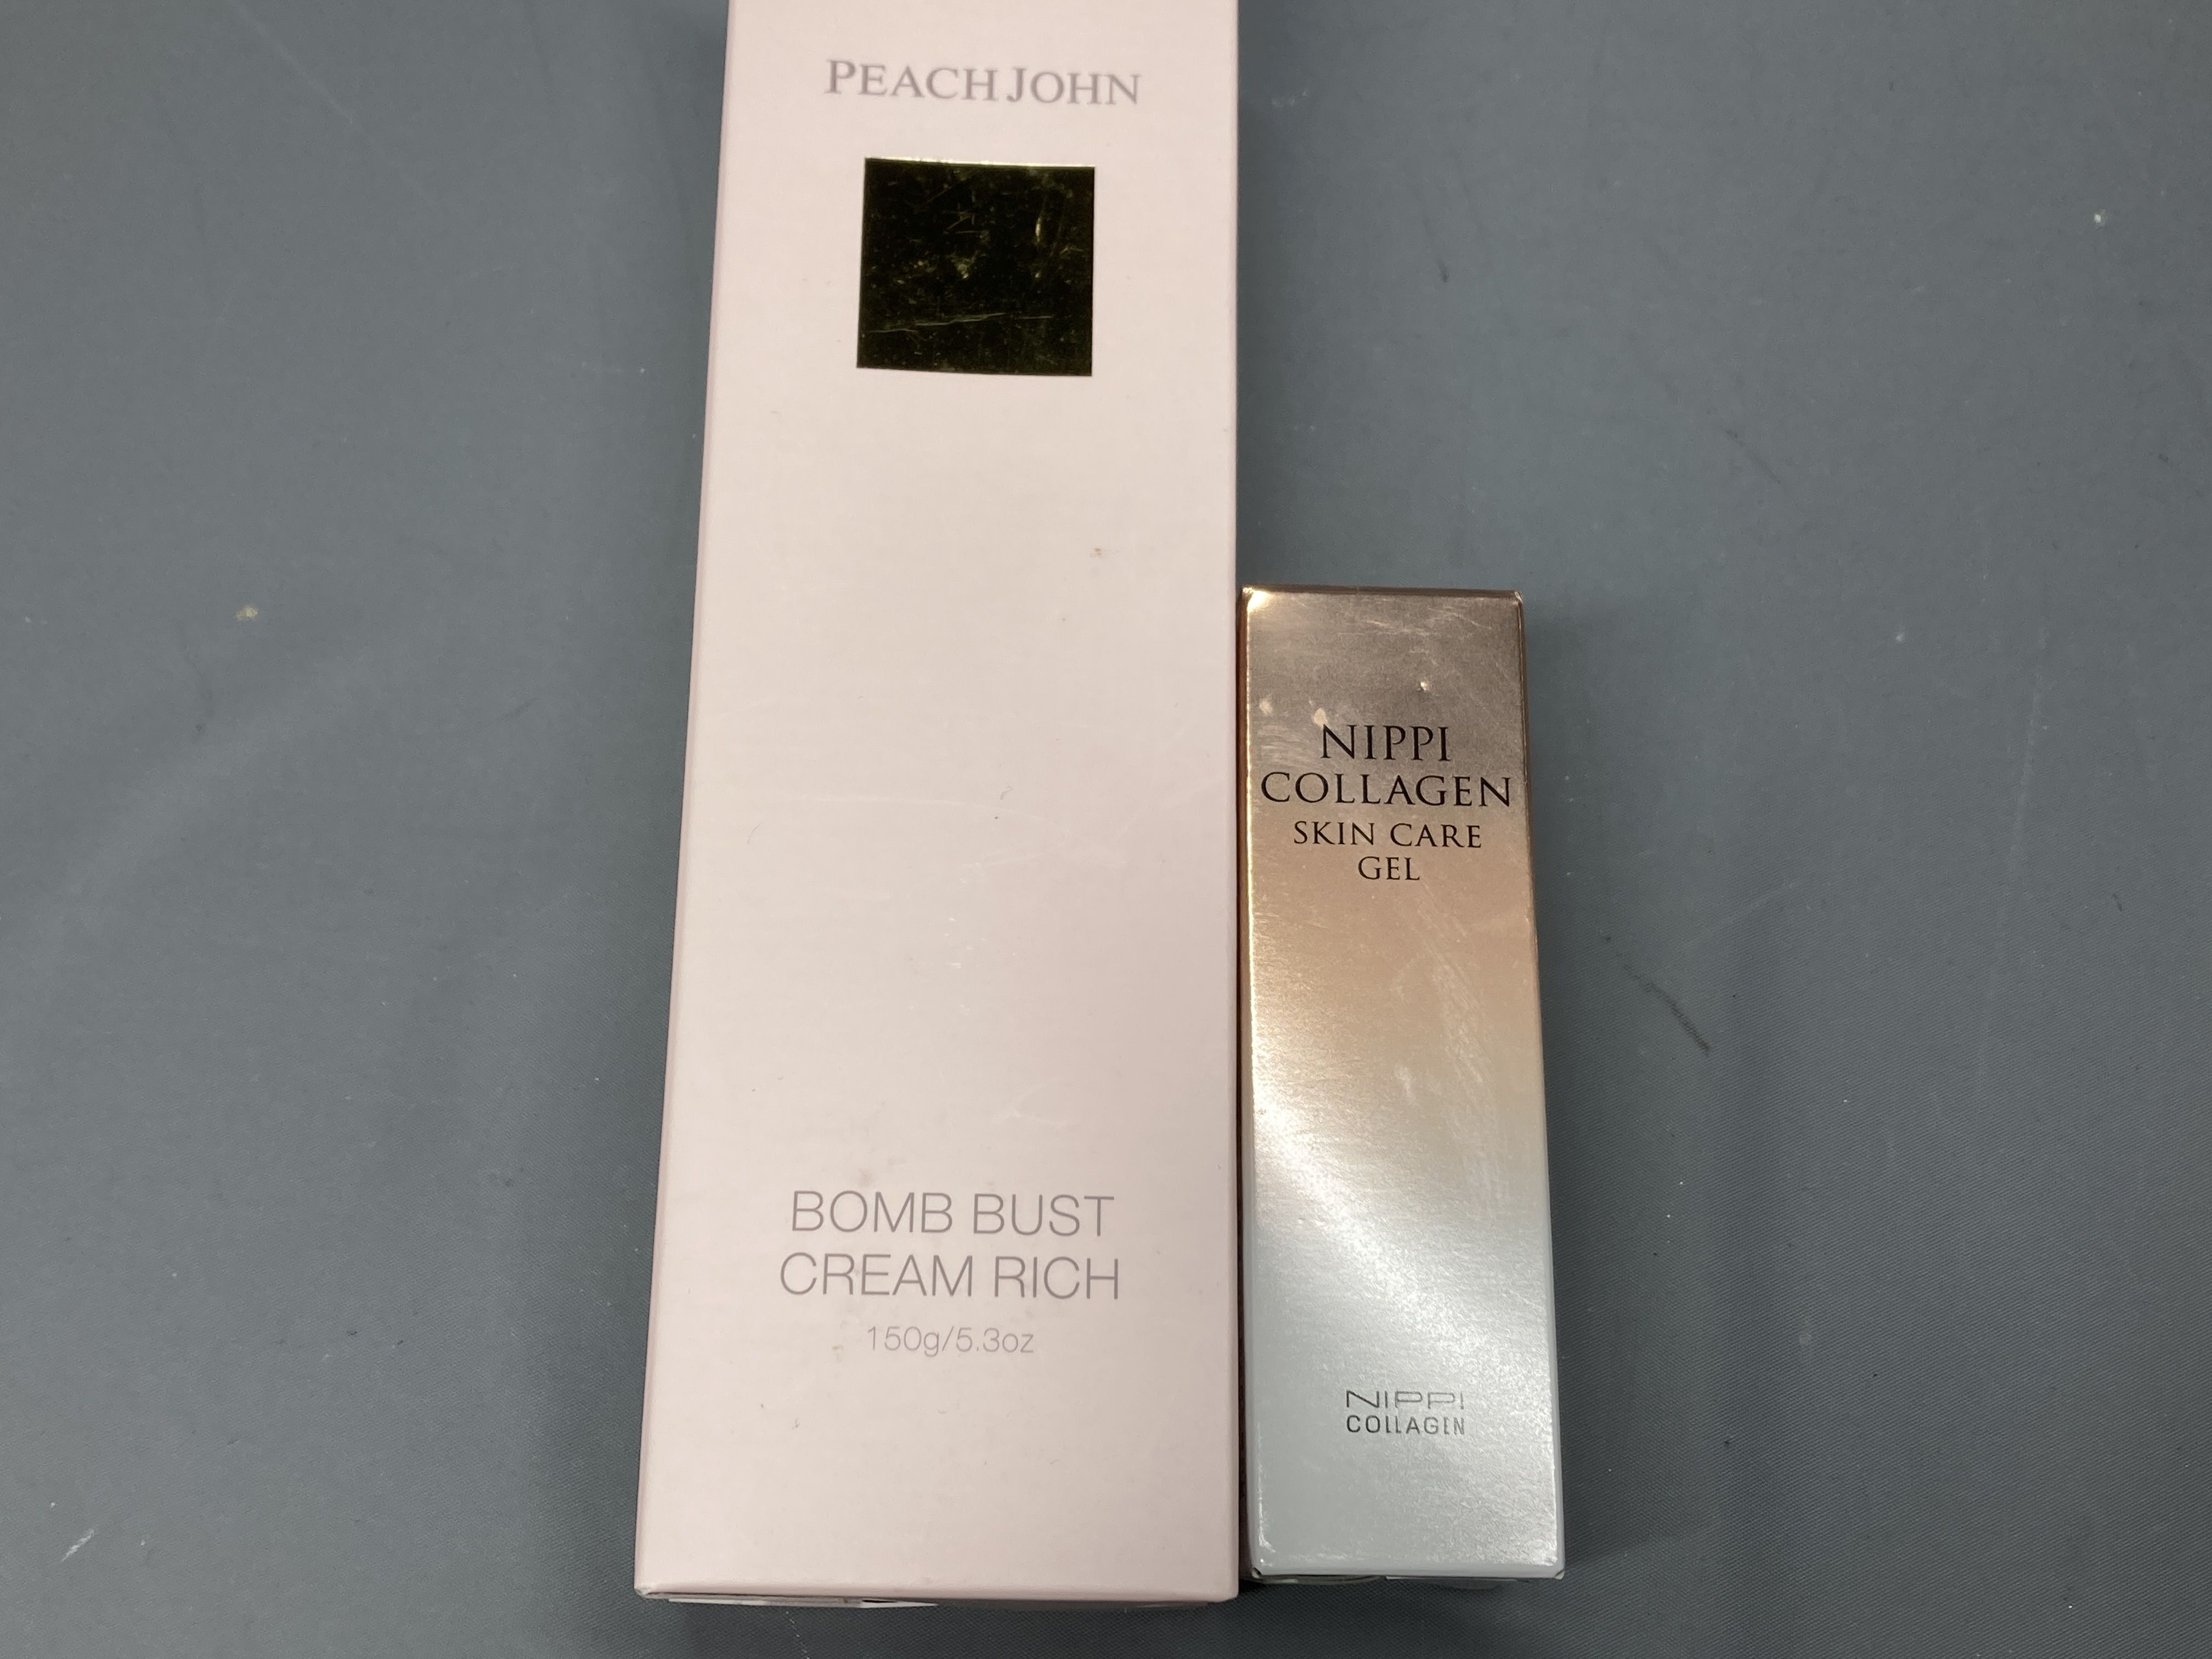 PEACH JOHN
BOMB BUST
CREAM RICH
150g/5.3oz
NIPPI
COLLAGEN
SKIN CARE
GEL
NIPPI
COLLAGEN